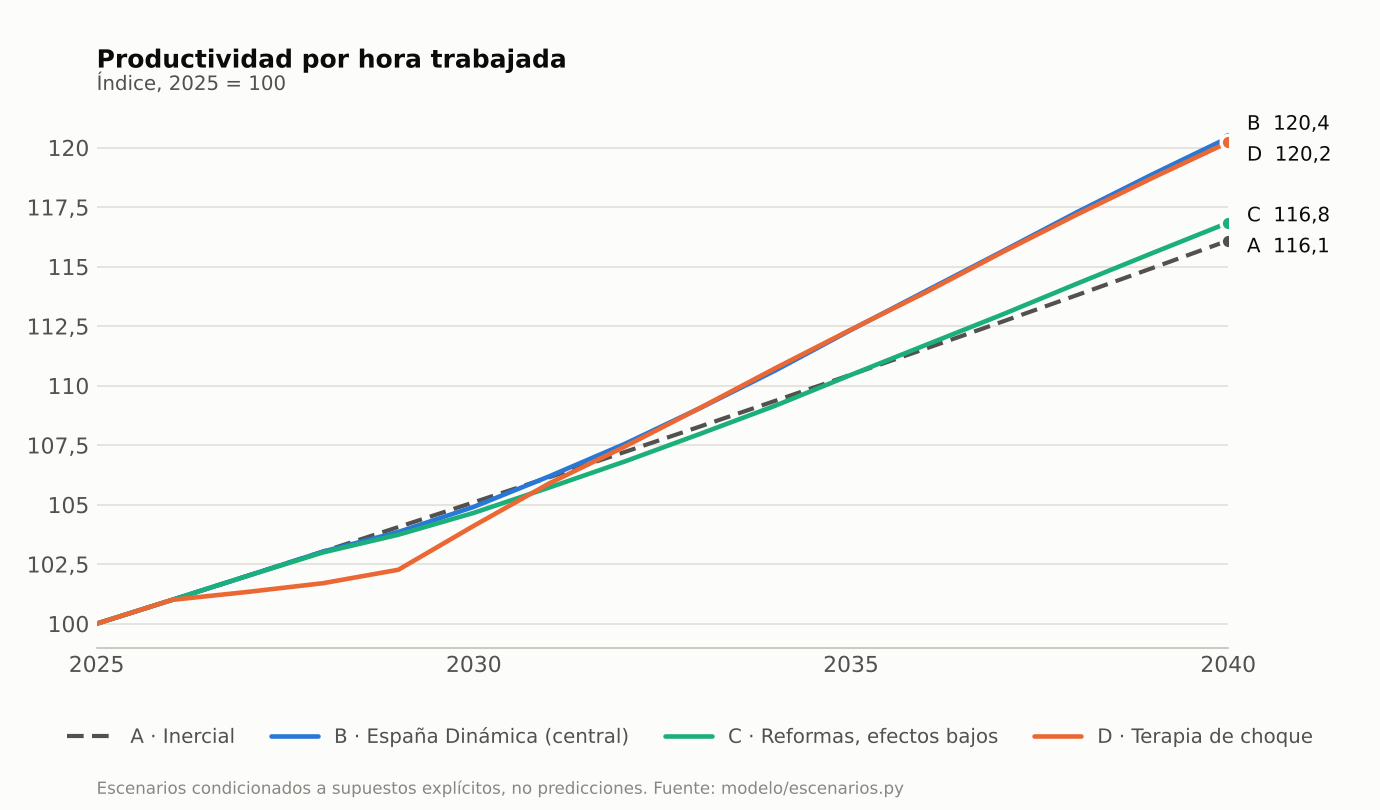 Productividad por hora trabajada
Índice, 2025 = 100
B 120,4
120
D 120,2
117,5
C 116,8
A 116,1
115
112,5
110
107,5
105
102,5
100
2025 2030 2035 2040
A · Inercial B · España Dinámica (central) C · Reformas, efectos bajos D · Terapia de choque
Escenarios condicionados a supuestos explícitos, no predicciones. Fuente: modelo/escenarios.py